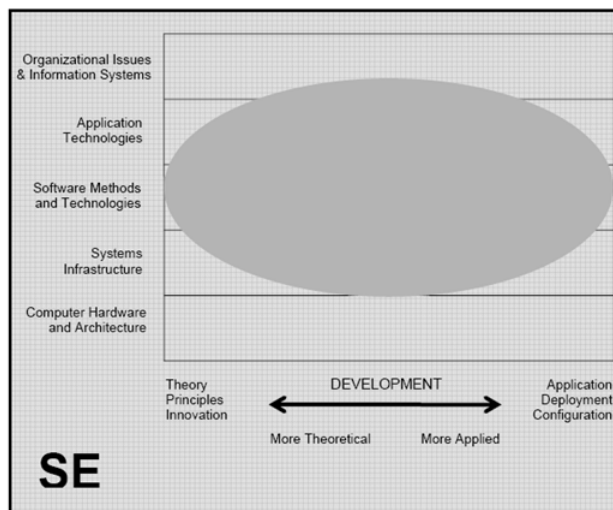 Organizational Issues
& Information Systems
Application
Technologies
Software Methods
and Technologies
Systems
Infrastructure
Computer Hardware
and Architecture
Theory
Principles
Innovation
DEVELOPMENT
Application
Deployment
Configuration
More Theoretical
More Applied
SE